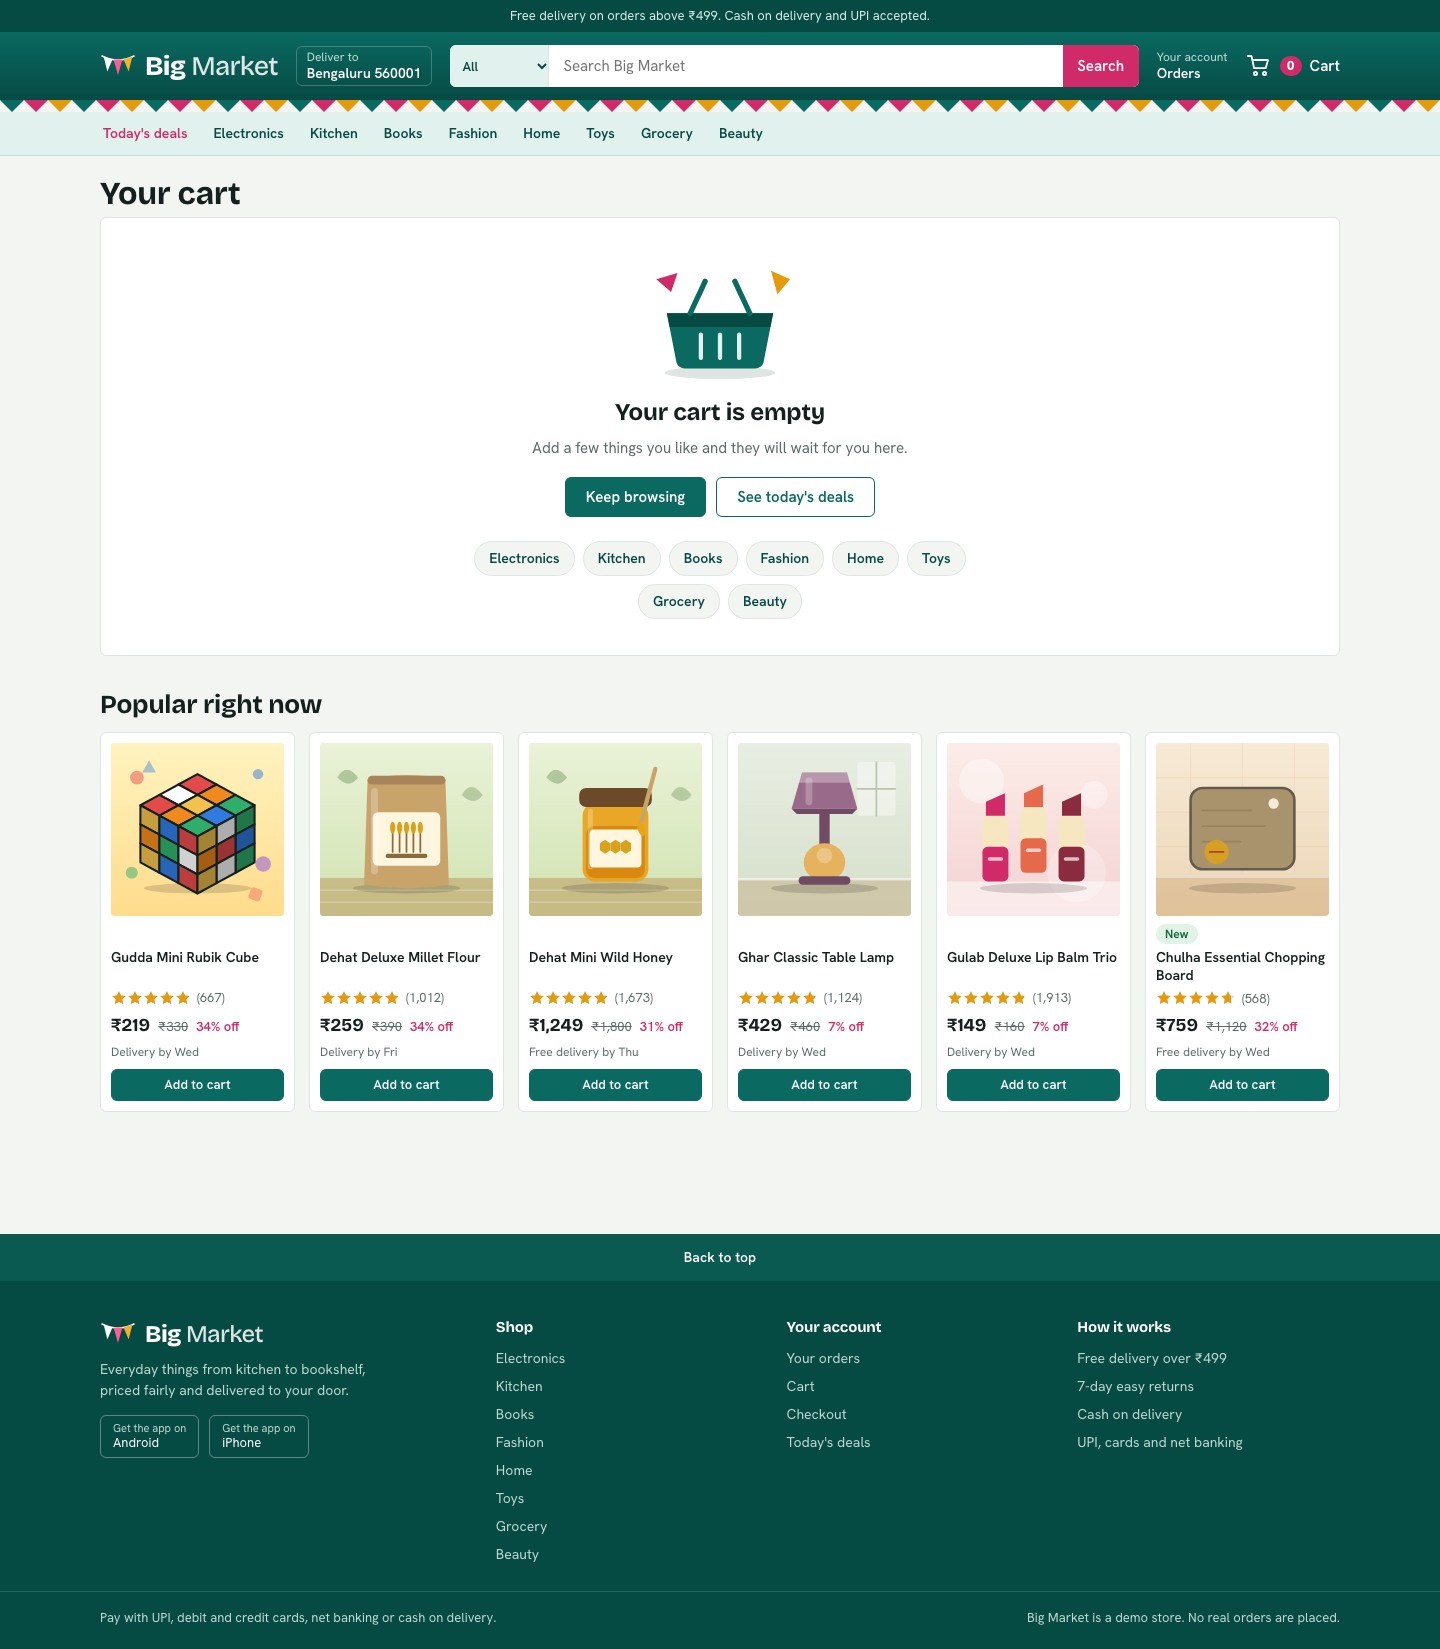 Free delivery on orders above ₹499. Cash on delivery and UPI accepted.
Big Market
Deliver to
Bengaluru 560001
All
Search Big Market
Search
Your account
Orders
0 Cart
Today's deals Electronics Kitchen Books Fashion Home Toys Grocery Beauty
Your cart
Your cart is empty
Add a few things you like and they will wait for you here.
Keep browsing See today's deals
Electronics Kitchen Books Fashion Home Toys
Grocery Beauty
Popular right now
Gudda Mini Rubik Cube
(667)
₹219 ₹330 34% off
Delivery by Wed
Add to cart
Dehat Deluxe Millet Flour
(1,012)
₹259 ₹390 34% off
Delivery by Fri
Add to cart
Dehat Mini Wild Honey
(1,673)
₹1,249 ₹1,800 31% off
Free delivery by Thu
Add to cart
Ghar Classic Table Lamp
(1,124)
₹429 ₹460 7% off
Delivery by Wed
Add to cart
Gulab Deluxe Lip Balm Trio
(1,913)
₹149 ₹160 7% off
Delivery by Wed
Add to cart
New
Chulha Essential Chopping
Board
(568)
₹759 ₹1,120 32% off
Free delivery by Wed
Add to cart
Back to top
Big Market
Everyday things from kitchen to bookshelf,
priced fairly and delivered to your door.
Get the app on
Android
Get the app on
iPhone
Shop
Electronics
Kitchen
Books
Fashion
Home
Toys
Grocery
Beauty
Your account
Your orders
Cart
Checkout
Today's deals
How it works
Free delivery over ₹499
7-day easy returns
Cash on delivery
UPI, cards and net banking
Pay with UPI, debit and credit cards, net banking or cash on delivery.
Big Market is a demo store. No real orders are placed.